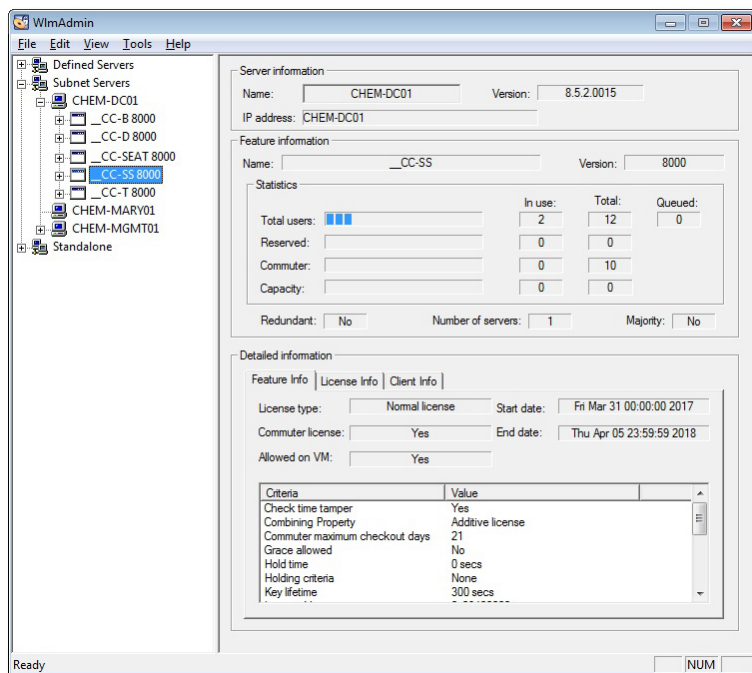 WlmAdmin
File Edit View Tools Help
Defined Servers
Subnet Servers
CHEM-DC01
__CC-B 8000
__CC-D 8000
__CC-SEAT 8000
__CC-SS 8000
__CC-T 8000
CHEM-MARY01
CHEM-MGMT01
Standalone
Server information
Name: CHEM-DC01 Version: 8.5.2.0015
IP address: CHEM-DC01
Feature information
Name: __CC-SS Version: 8000
Statistics
In use: Total: Queued:
Total users: 2 12 0
Reserved: 0 0
Commuter: 0 10
Capacity: 0 0
Redundant: No Number of servers: 1 Majority: No
Detailed information
Feature Info License Info Client Info
License type: Normal license Start date: Fri Mar 31 00:00:00 2017
Commuter license: Yes End date: Thu Apr 05 23:59:59 2018
Allowed on VM: Yes
Criteria Value
Check time tamper Yes
Combining Property Additive license
Commuter maximum checkout days 21
Grace allowed No
Hold time 0 secs
Holding criteria None
Key lifetime 300 secs
Ready NUM